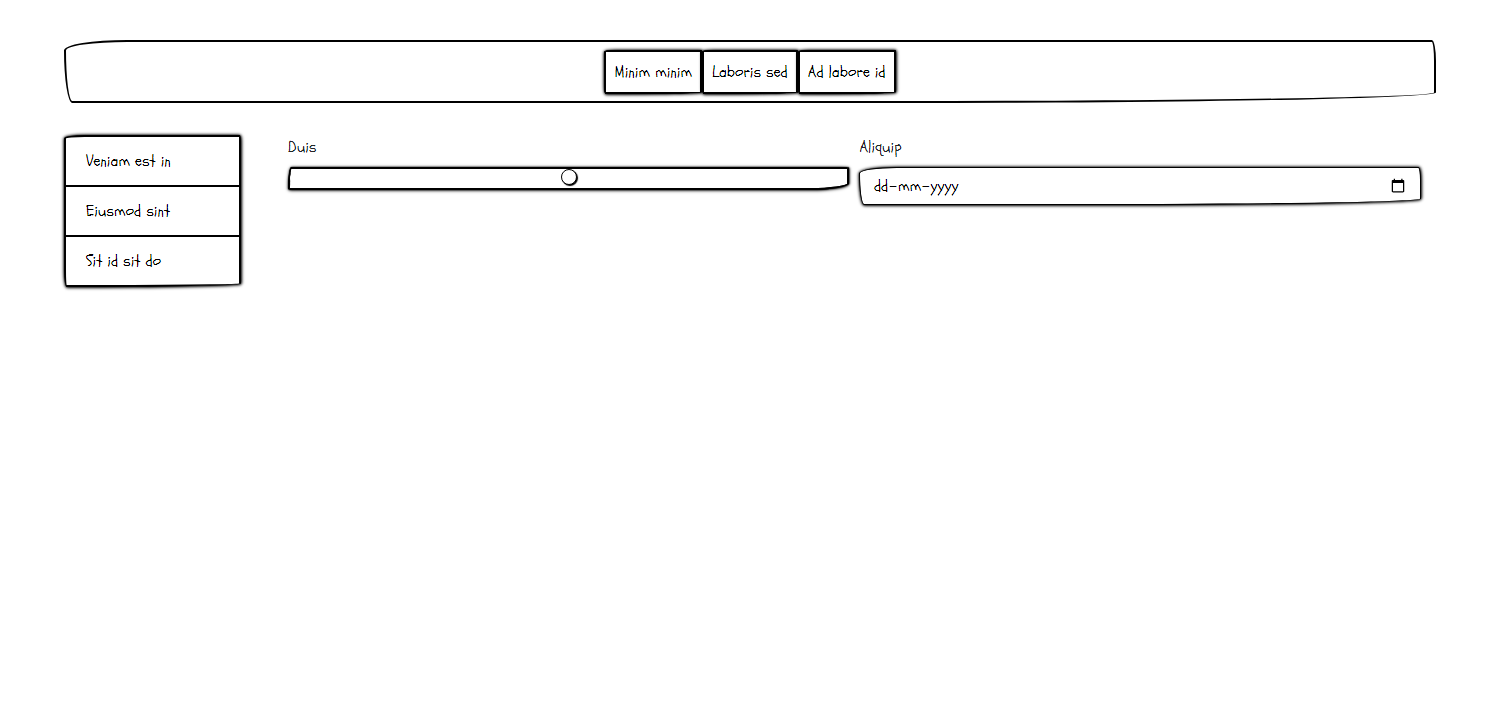 Minim minim Laboris sed Ad labore id
Veniam est in
Eiusmod sint
Sit id sit do
Duis
Aliquip
dd-mm-yyyy